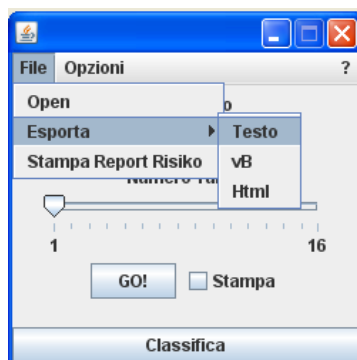 File Opzioni ?
Open
Esporta Testo
Stampa Report Risiko vB
Html
1 16
GO! Stampa
Classifica